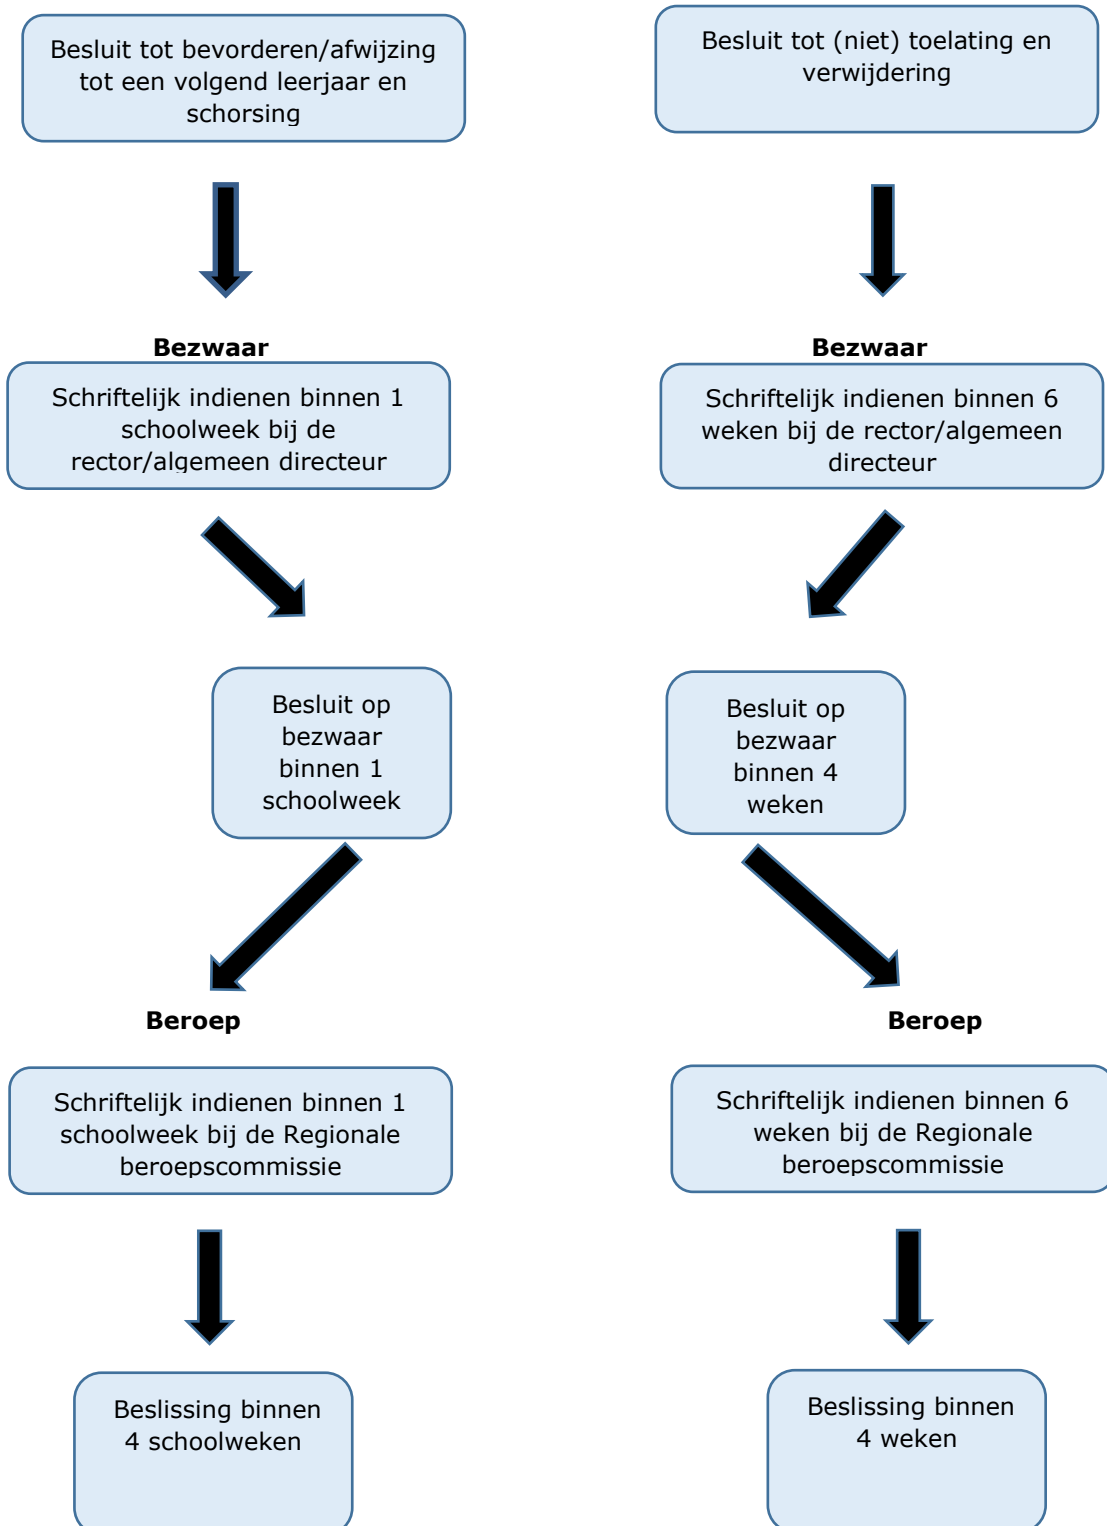 Besluit tot bevorderen/afwijzing
tot een volgend leerjaar en
schorsing
Besluit tot (niet) toelating en
verwijdering
Bezwaar
Schriftelijk indienen binnen 1
schoolweek bij de
rector/algemeen directeur
Bezwaar
Schriftelijk indienen binnen 6
weken bij de rector/algemeen
directeur
Besluit op
bezwaar
binnen 1
schoolweek
Besluit op
bezwaar
binnen 4
weken
Beroep
Schriftelijk indienen binnen 1
schoolweek bij de Regionale
beroepscommissie
Beroep
Schriftelijk indienen binnen 6
weken bij de Regionale
beroepscommissie
Beslissing binnen
4 schoolweken
Beslissing binnen
4 weken